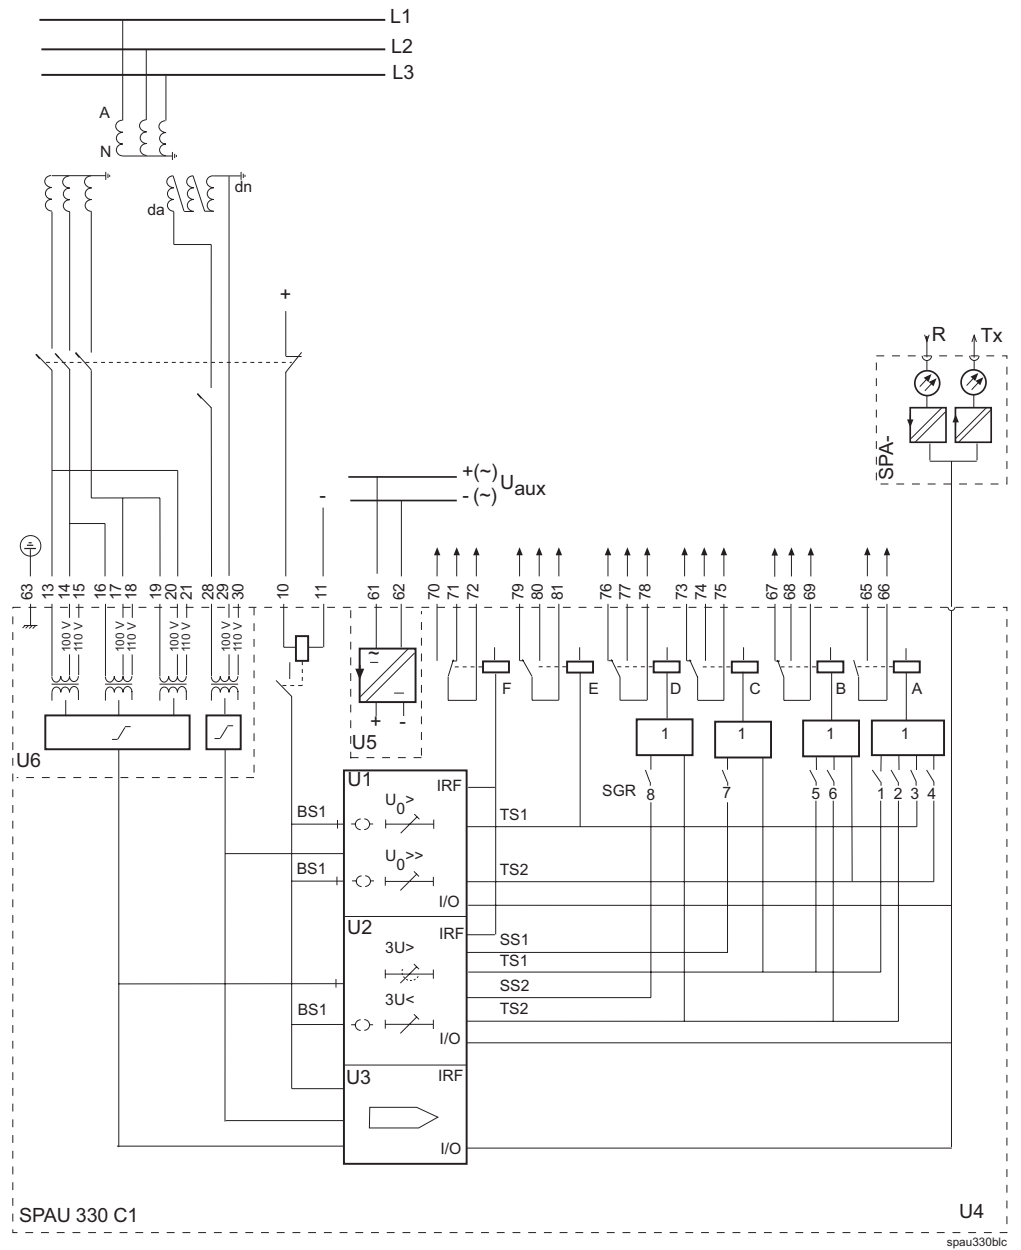 L1
L2
L3
A
N
da
dn
+
R
Tx
SPA-
+(~)
- (~)
Uaux
-
63
13
14
15
16
17
18
19
20
21
28
29
30
10
11
61
62
70
71
72
79
80
81
76
77
78
73
74
75
67
68
69
65
66
100 V
110 V
100 V
110 V
100 V
110 V
100 V
110 V
~
+ -
F
E
D
C
B
A
U6
U5
1
1
1
1
SGR
8
7
5
6
1
2
3
4
U1
IRF
U0>
BS1
TS1
U0>>
BS1
TS2
I/O
U2
IRF
3U>
SS1
TS1
SS2
3U<
BS1
TS2
I/O
U3
IRF
I/O
SPAU 330 C1
U4
spau330blc